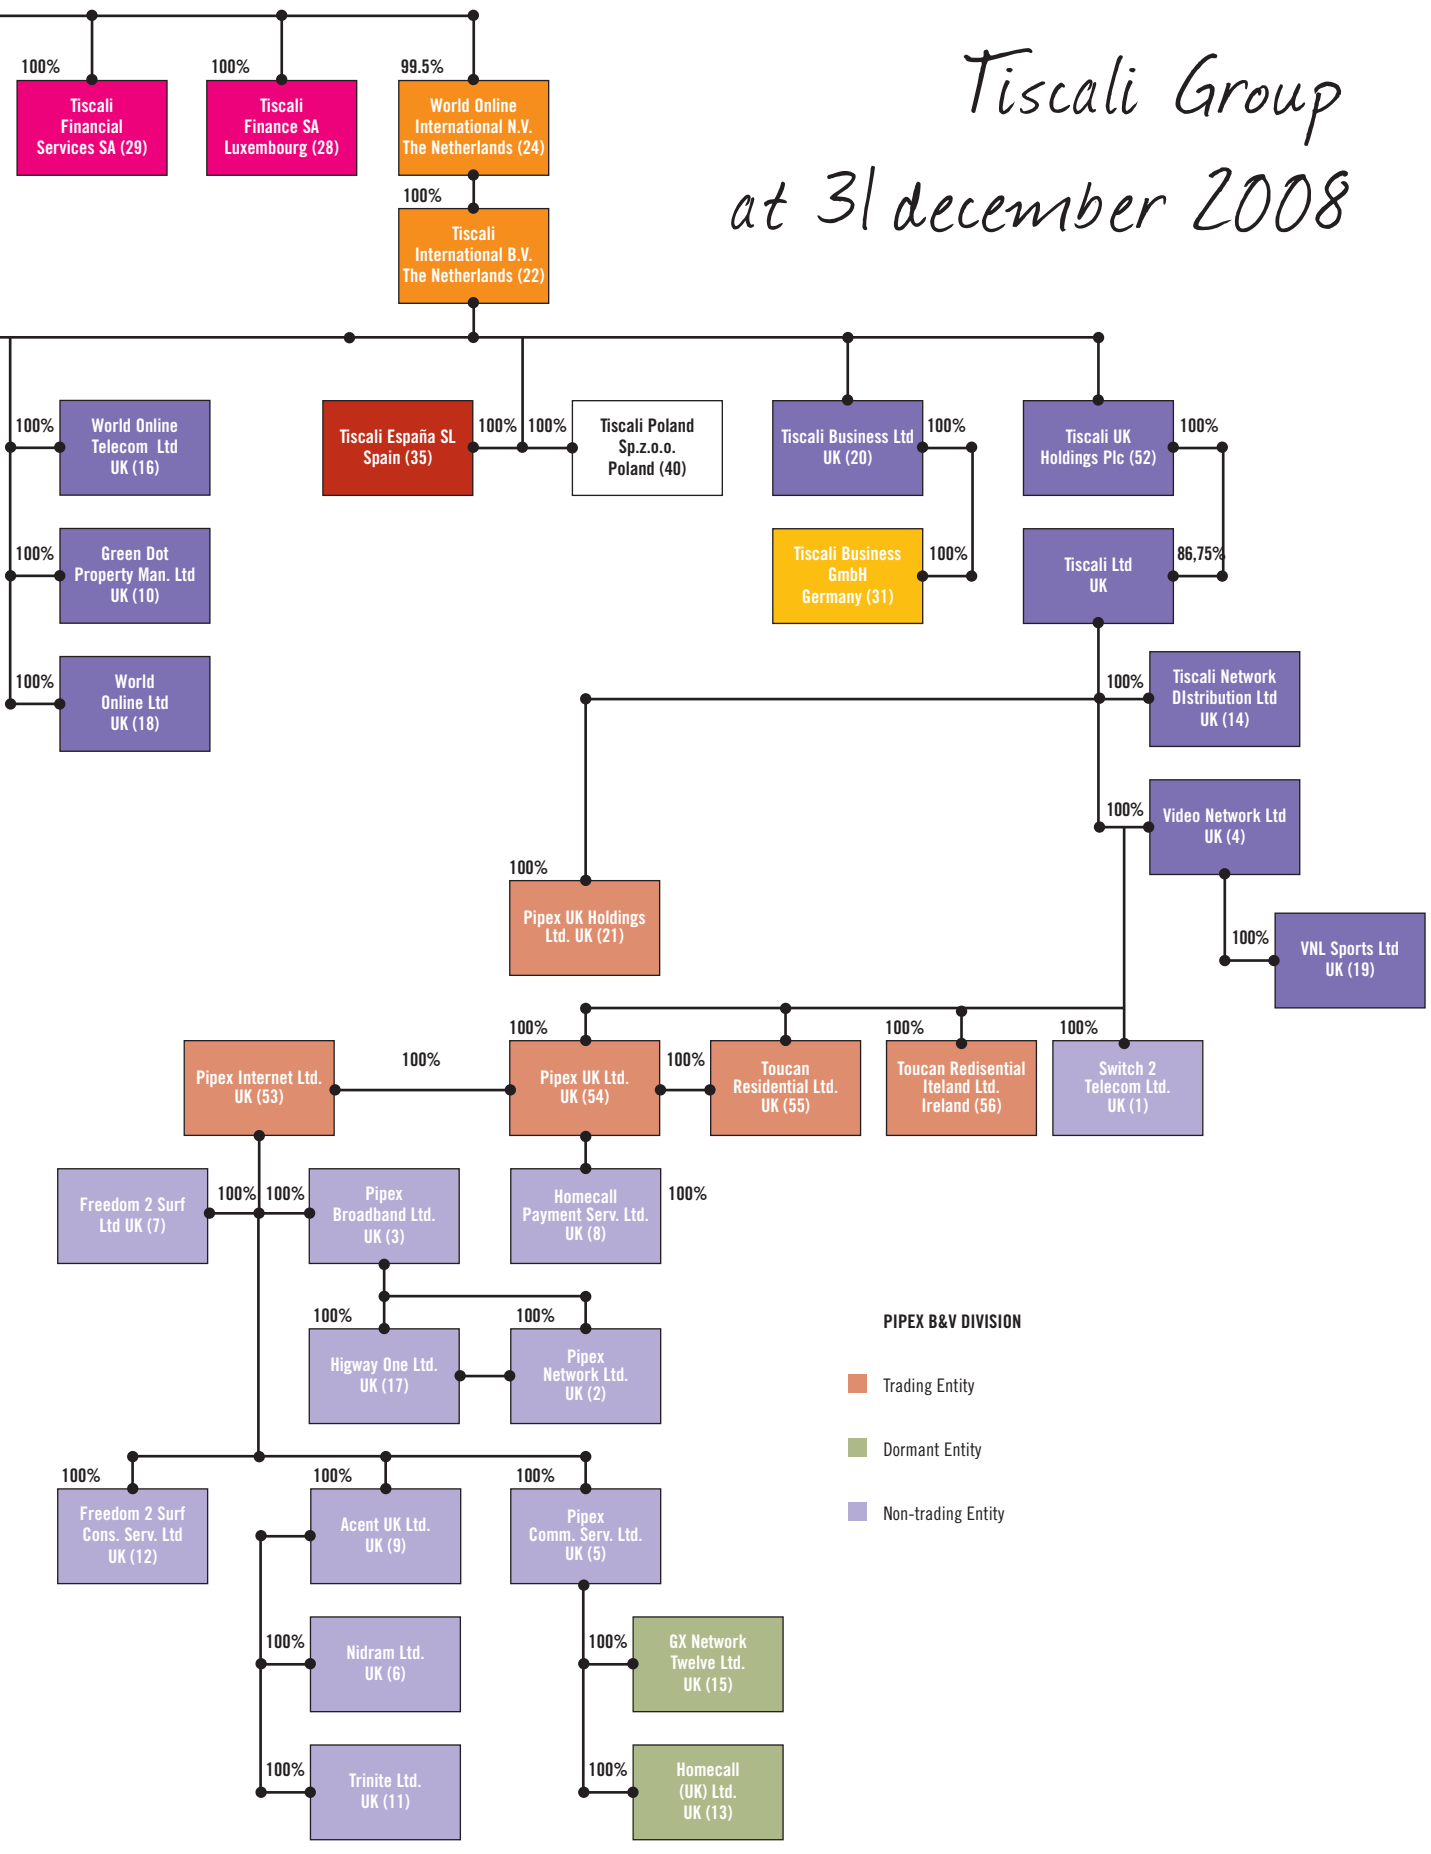 Tiscali Group
at 31 december 2008
100%
Tiscali
Financial
Services SA (29)
100%
Tiscali
Finance SA
Luxembourg (28)
99.5%
World Online
International N.V.
The Netherlands (24)
100%
Tiscali
International B.V.
The Netherlands (22)
100%
World Online
Telecom Ltd
UK (16)
100%
Green Dot
Property Man. Ltd
UK (10)
100%
World
Online Ltd
UK (18)
Tiscali España SL
Spain (35)
100%
100%
Tiscali Poland
Sp.z.o.o.
Poland (40)
Tiscali Business Ltd
UK (20)
100%
Tiscali Business
GmbH
Germany (31)
100%
Tiscali UK
Holdings Plc (52)
100%
Tiscali Ltd
UK
86,75%
100%
Tiscali Network
DIstribution Ltd
UK (14)
100%
Video Network Ltd
UK (4)
100%
VNL Sports Ltd
UK (19)
100%
Pipex UK Holdings
Ltd. UK (21)
Pipex Internet Ltd.
UK (53)
100%
100%
Pipex UK Ltd.
UK (54)
100%
Toucan
Residential Ltd.
UK (55)
100%
Toucan Redisential
Iteland Ltd.
Ireland (56)
100%
Switch 2
Telecom Ltd.
UK (1)
Freedom 2 Surf
Ltd UK (7)
100%
100%
Pipex
Broadband Ltd.
UK (3)
Homecall
Payment Serv. Ltd.
UK (8)
100%
100%
Higway One Ltd.
UK (17)
100%
Pipex
Network Ltd.
UK (2)
PIPEX B&V DIVISION
Trading Entity
Dormant Entity
Non-trading Entity
100%
Freedom 2 Surf
Cons. Serv. Ltd
UK (12)
100%
Acent UK Ltd.
UK (9)
100%
Pipex
Comm. Serv. Ltd.
UK (5)
100%
Nidram Ltd.
UK (6)
100%
GX Network
Twelve Ltd.
UK (15)
100%
Trinite Ltd.
UK (11)
100%
Homecall
(UK) Ltd.
UK (13)